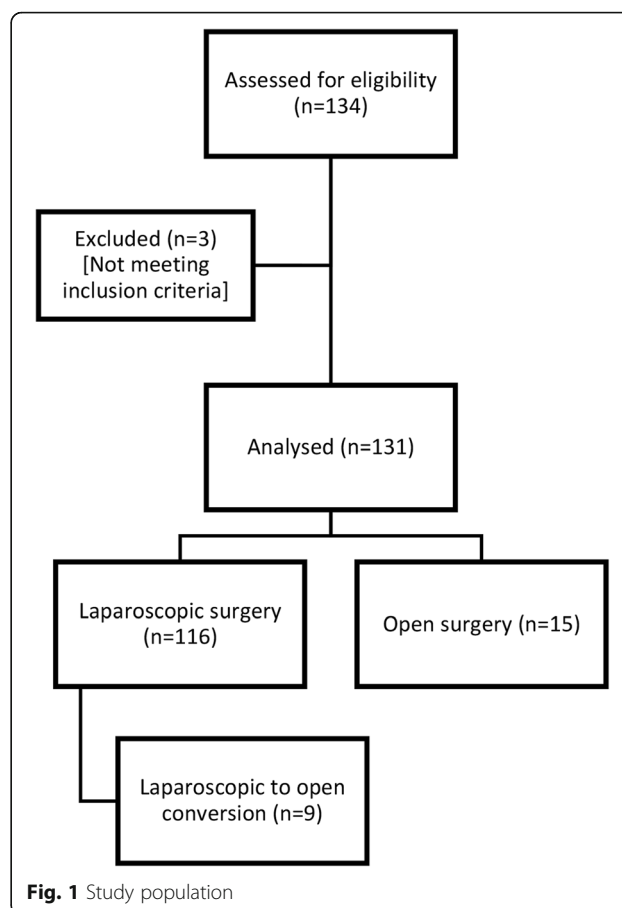 Assessed for eligibility
(n=134)
Excluded (n=3)
[Not meeting
inclusion criteria]
Analysed (n=131)
Laparoscopic surgery
(n=116)
Open surgery (n=15)
Laparoscopic to open
conversion (n=9)
Fig. 1 Study population